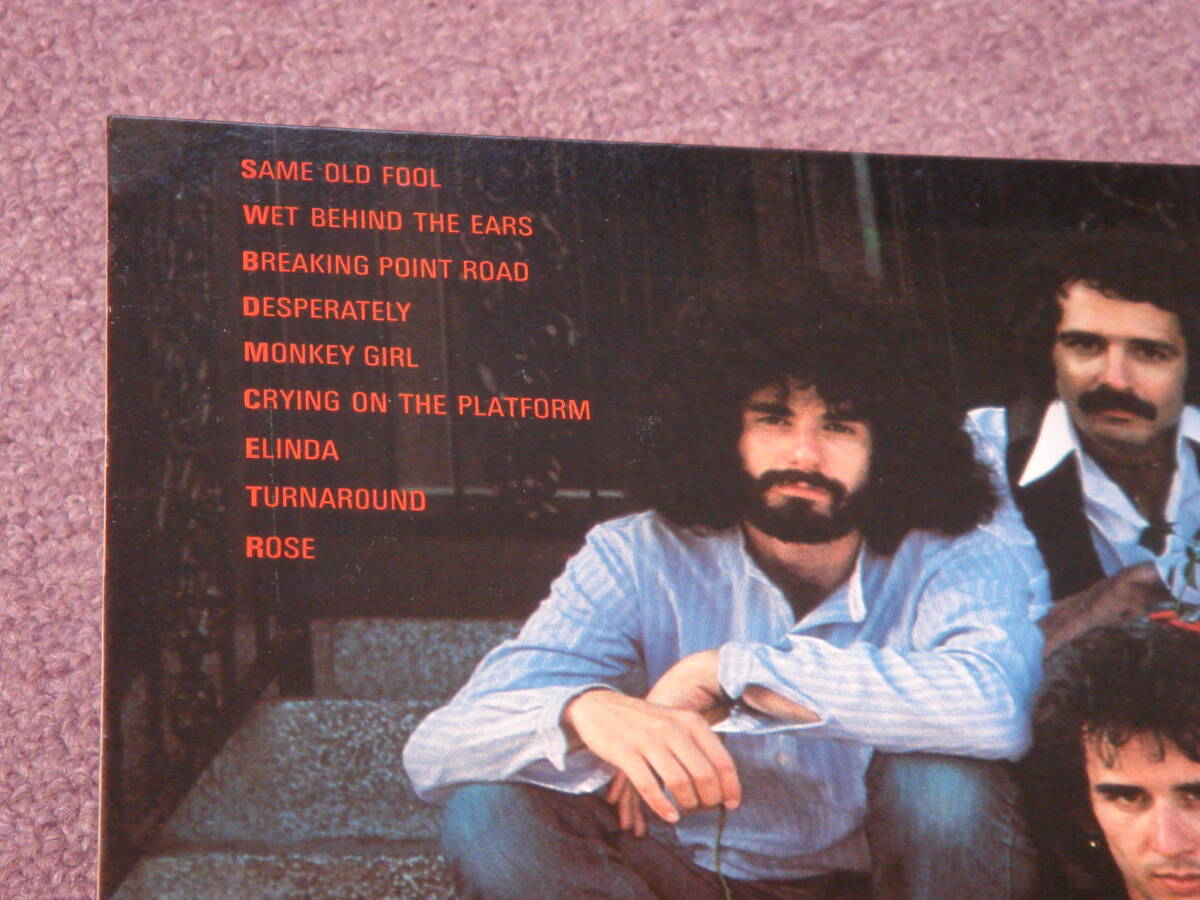 SAME OLD FOOL
WET BEHIND THE EARS
BREAKING POINT ROAD
DESPERATELY
MONKEY GIRL
CRYING ON THE PLATFORM
ELINDA
TURNAROUND
ROSE